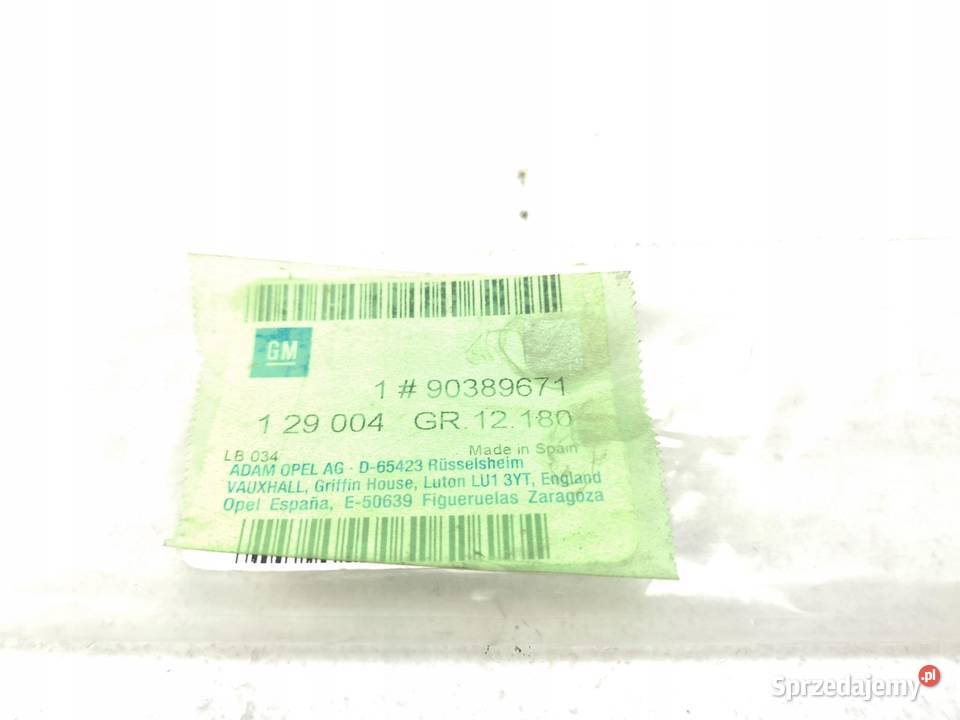 GM
1 # 90389671
1 29 004 GR.12.180
LB 034 Made in Spain
ADAM OPEL AG - D-65423 Rüsselsheim
VAUXHALL, Griffin House, Luton LU1 3YT, England
Opel España, E-50639 Figueruelas Zaragoza
Sprzedajemy.pl